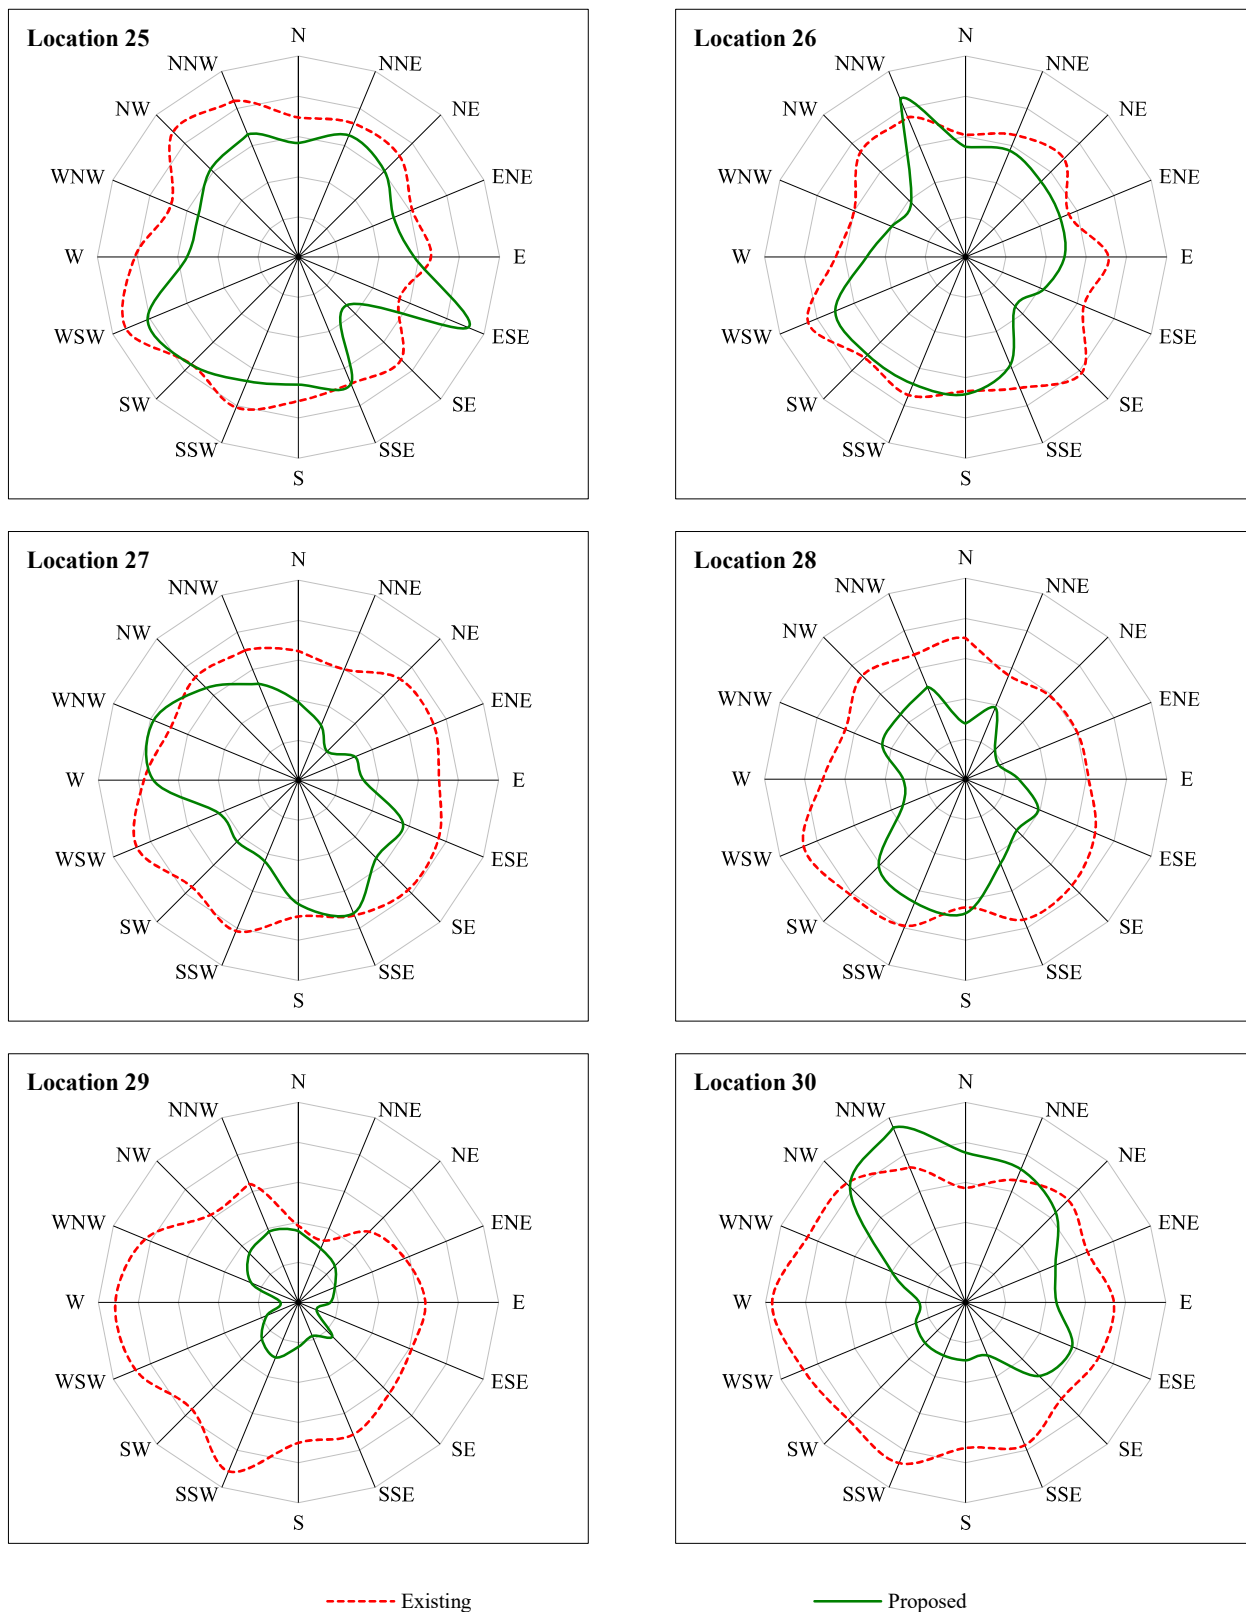 Location 25
N
NNW
NNE
NW
NE
WNW
ENE
W
E
WSW
ESE
SW
SE
SSW
SSE
S
Location 26
N
NNW
NNE
NW
NE
WNW
ENE
W
E
WSW
ESE
SW
SE
SSW
SSE
S
Location 27
N
NNW
NNE
NW
NE
WNW
ENE
W
E
WSW
ESE
SW
SE
SSW
SSE
S
Location 28
N
NNW
NNE
NW
NE
WNW
ENE
W
E
WSW
ESE
SW
SE
SSW
SSE
S
Location 29
N
NNW
NNE
NW
NE
WNW
ENE
W
E
WSW
ESE
SW
SE
SSW
SSE
S
Location 30
N
NNW
NNE
NW
NE
WNW
ENE
W
E
WSW
ESE
SW
SE
SSW
SSE
S
Existing
Proposed